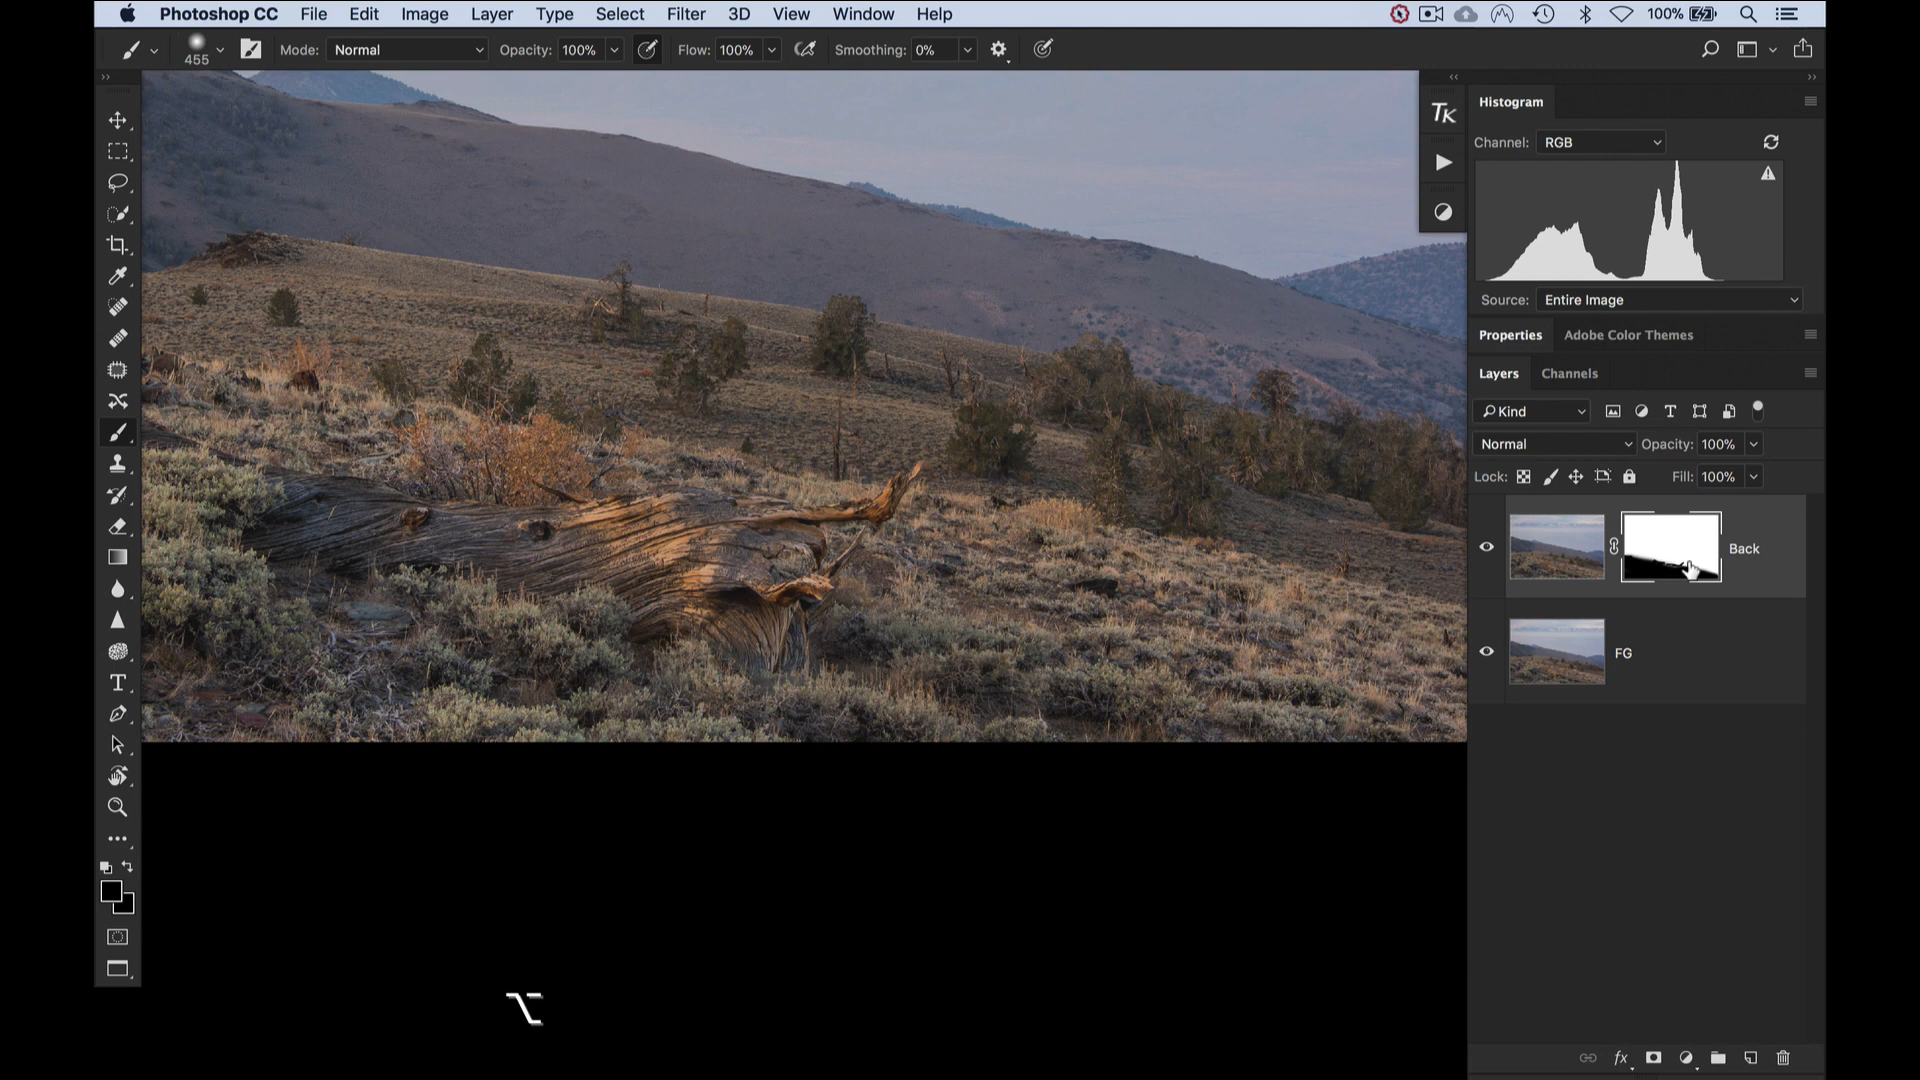 Photoshop CC File Edit Image Layer Type Select Filter 3D View Window Help 100%
455 Mode: Normal Opacity: 100% Flow: 100% Smoothing: 0%
TK
Histogram
Channel: RGB
Source: Entire Image
Properties Adobe Color Themes
Layers Channels
Kind
Normal Opacity: 100%
Lock: Fill: 100%
Back
FG
fx